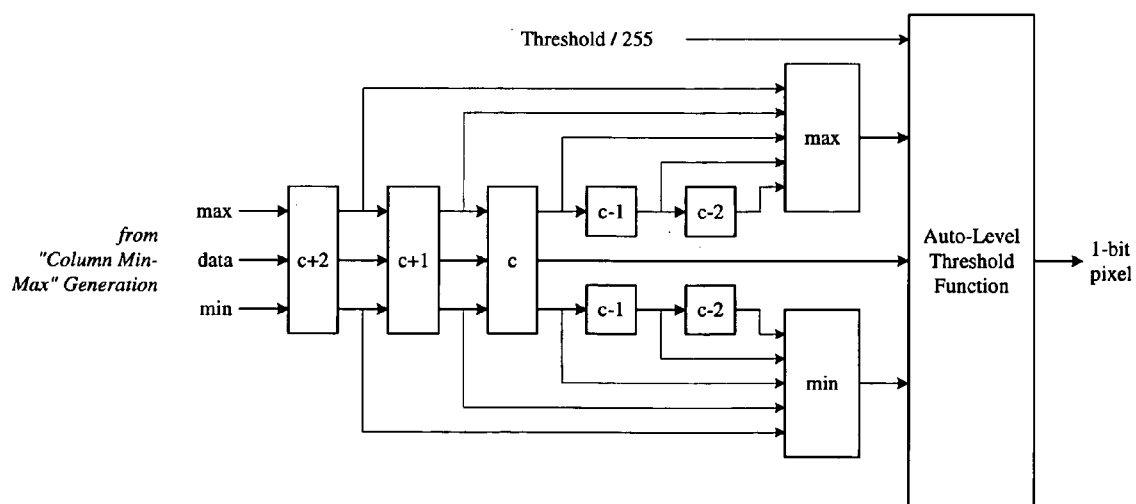 Threshold / 255
max
max
c+2
c+1
c
c-1
c-2
from
"Column Min-
Max" Generation
data
Auto-Level
Threshold
Function
1-bit
pixel
min
c-1
c-2
min